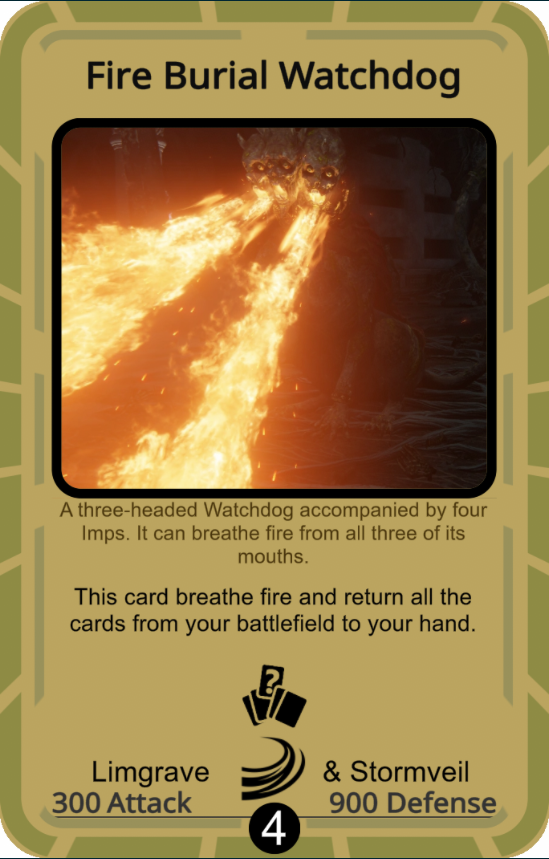 Fire Burial Watchdog
A three-headed Watchdog accompanied by four
Imps. It can breathe fire from all three of its
mouths.
This card breathe fire and return all the
cards from your battlefield to your hand.
?
Limgrave & Stormveil
300 Attack 900 Defense
4